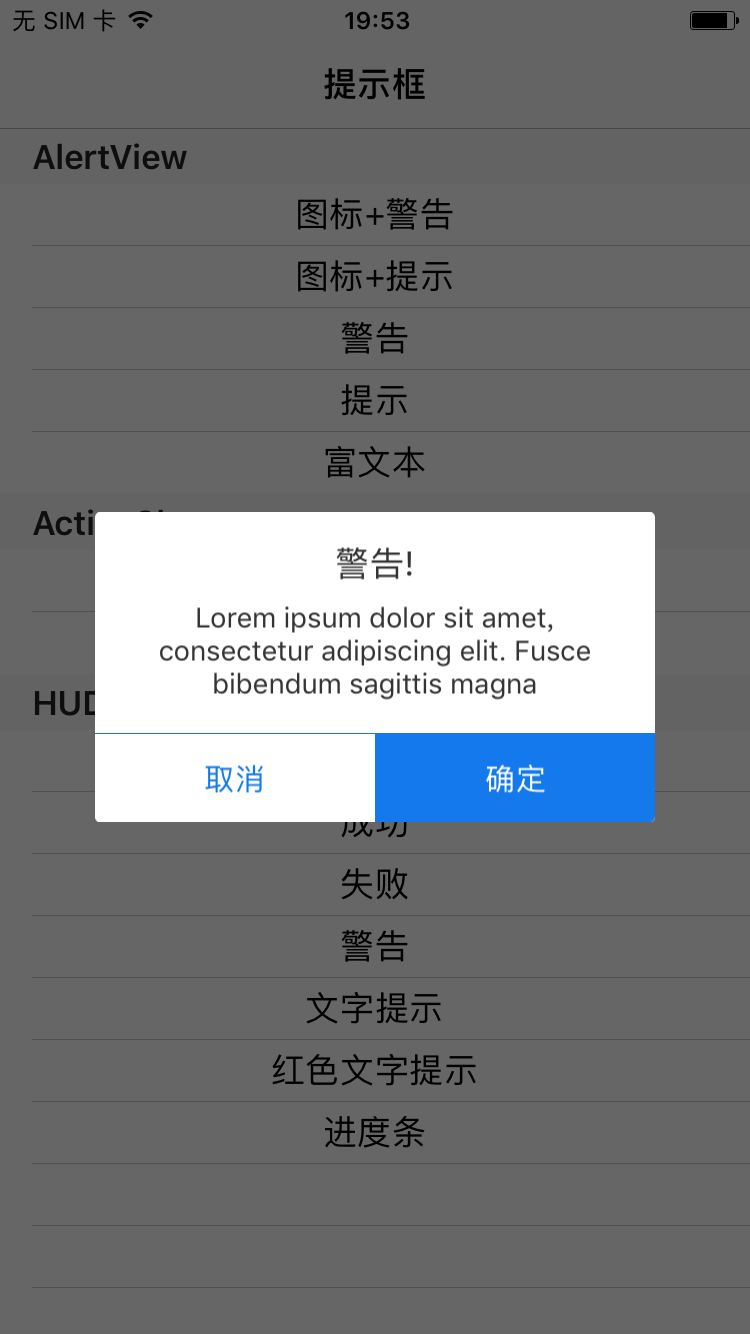 无 SIM 卡 19:53
提示框
AlertView
图标+警告
图标+提示
警告
提示
富文本
警告!
Lorem ipsum dolor sit amet,
consectetur adipiscing elit. Fusce
bibendum sagittis magna
HUD
取消 确定
成功
失败
警告
文字提示
红色文字提示
进度条